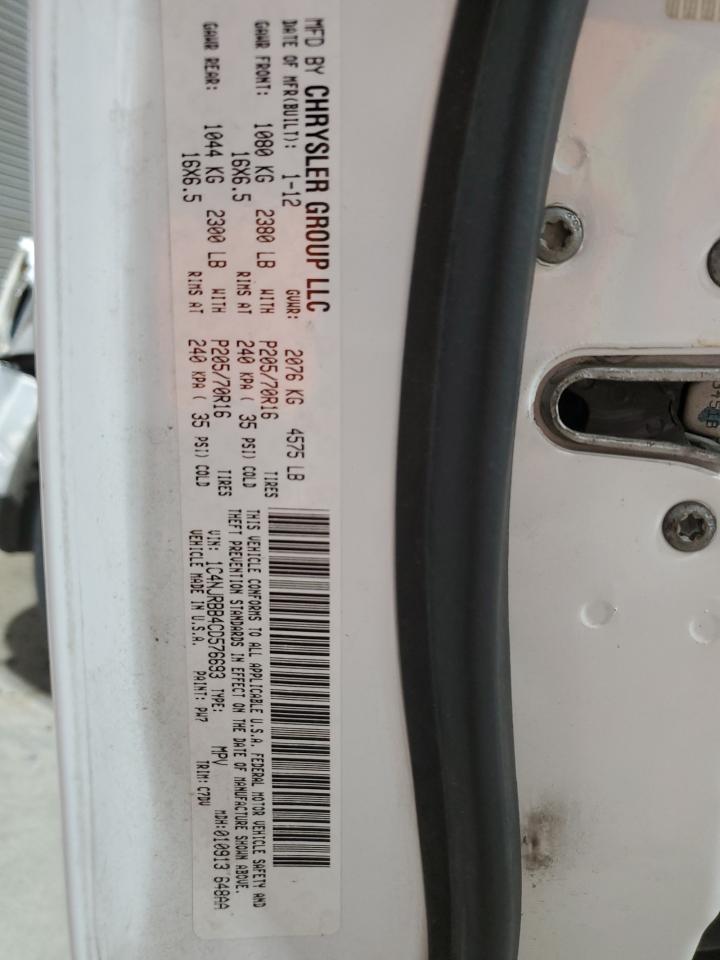 MFD BY CHRYSLER GROUP LLC
DATE OF MFR(BUILT): 1-12 GVWR: 2076 KG 4575 LB
GAWR FRONT: 1080 KG 2380 LB WITH P205/70R16 TIRES
16X6.5 RIMS AT 240 KPA ( 35 PSI) COLD
GAWR REAR: 1044 KG 2300 LB WITH P205/70R16 TIRES
16X6.5 RIMS AT 240 KPA ( 35 PSI) COLD
THIS VEHICLE CONFORMS TO ALL APPLICABLE U.S.A. FEDERAL MOTOR VEHICLE SAFETY AND
THEFT PREVENTION STANDARDS IN EFFECT ON THE DATE OF MANUFACTURE SHOWN ABOVE.
VIN: 1C4NJRBB4CD576693 TYPE: MPV MDH:010913 648AA
VEHICLE MADE IN U.S.A. PAINT: PW7 TRIM: C7DV